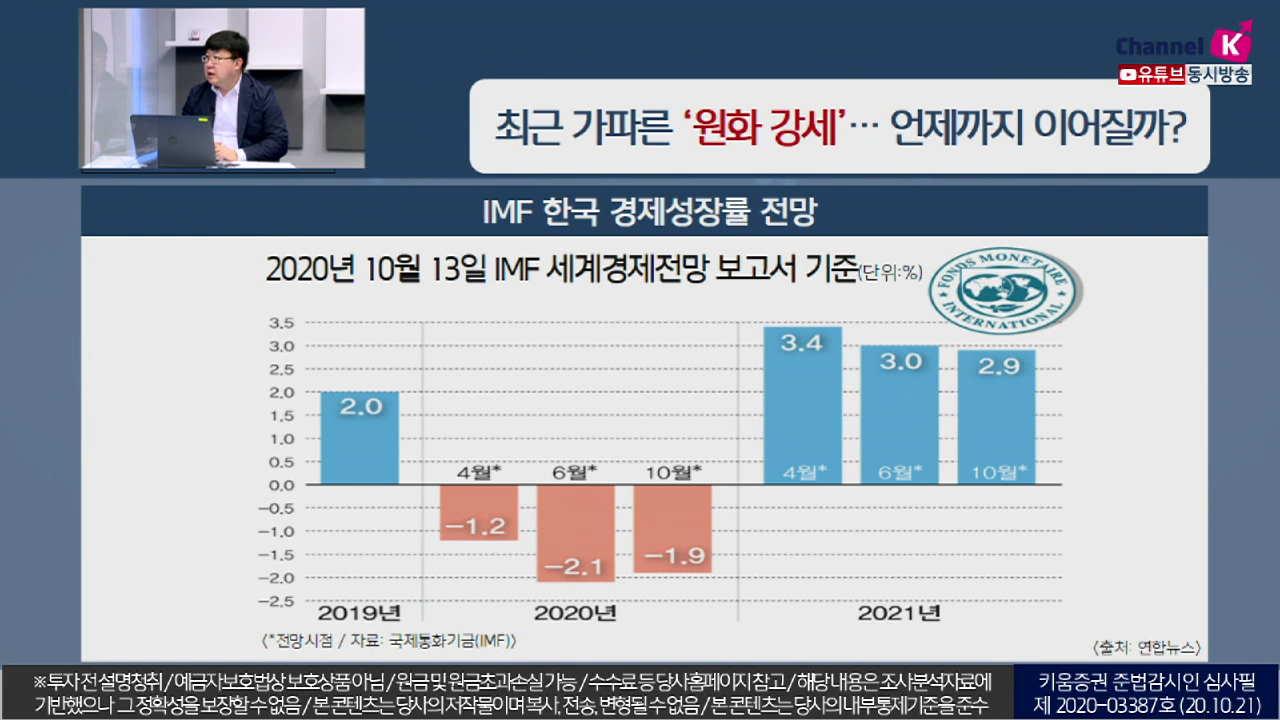 Channel K
유튜브 동시방송
최근 가파른 ‘원화 강세’… 언제까지 이어질까?
IMF 한국 경제성장률 전망
2020년 10월 13일 IMF 세계경제전망 보고서 기준(단위:%)
FONDS MONETAIRE
INTERNATIONAL
3.5
3.0
2.5
2.0
1.5
1.0
0.5
0.0
−0.5
−1.0
−1.5
−2.0
−2.5
2.0
4월* 6월* 10월*
−1.2
−2.1
−1.9
3.4
3.0
2.9
4월* 6월* 10월*
2019년 2020년 2021년
〈*전망시점 / 자료: 국제통화기금(IMF)〉
〈출처: 연합뉴스〉
※ 투자 전 설명청취 / 예금자보호법상 보호상품 아님 / 원금 및 원금초과손실 가능 / 수수료 등 당사홈페이지 참고 / 해당 내용은 조사분석자료에
기반했으나 그 정확성을 보장할 수 없음 / 본 콘텐츠는 당사의 저작물이며 복사, 전송, 변형될 수 없음 / 본 콘텐츠는 당사의 내부통제기준을 준수
키움증권 준법감시인 심사필
제 2020-03387호 (20.10.21)